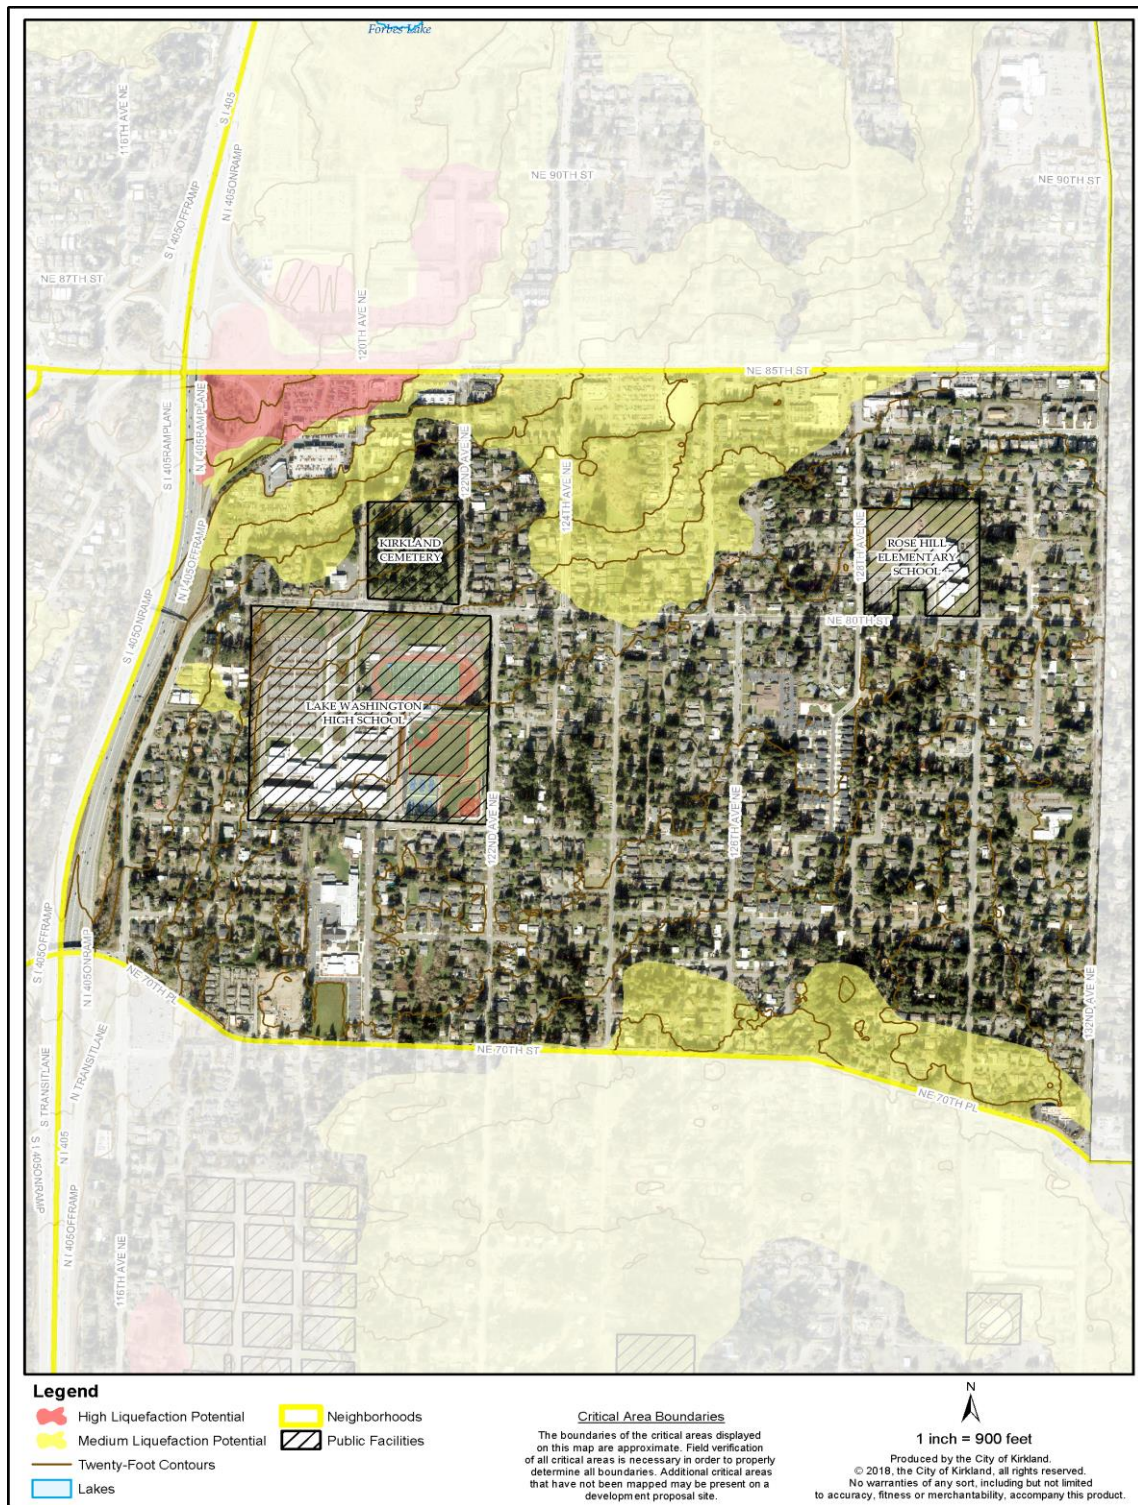 Forbes Lake
116TH AVE NE
S I 405
N I 405ONRAMP
S I 405OFFRAMP
NE 90TH ST
NE 90TH ST
NE 87TH ST
120TH AVE NE
NE 85TH ST
S I 405RAMPLANE
N I 405RAMPLANE
122ND AVE NE
124TH AVE NE
128TH AVE NE
N I 405OFFRAMP
KIRKLAND
CEMETERY
ROSE HILL
ELEMENTARY
SCHOOL
NE 80TH ST
S I 405ONRAMP
LAKE WASHINGTON
HIGH SCHOOL
122ND AVE NE
126TH AVE NE
S I 405OFFRAMP
N I 405ONRAMP
NE 70TH PL
132ND AVE NE
NE 70TH ST
N TRANSITLANE
S TRANSITLANE
NE 70TH PL
S I 405ONRAMP
N I 405
N I 405OFFRAMP
116TH AVE NE
Legend
High Liquefaction Potential
Medium Liquefaction Potential
Twenty-Foot Contours
Lakes
Neighborhoods
Public Facilities
Critical Area Boundaries
The boundaries of the critical areas displayed
on this map are approximate. Field verification
of all critical areas is necessary in order to properly
determine all boundaries. Additional critical areas
that have not been mapped may be present on a
development proposal site.
N
1 inch = 900 feet
Produced by the City of Kirkland.
© 2018, the City of Kirkland, all rights reserved.
No warranties of any sort, including but not limited
to accuracy, fitness or merchantability, accompany this product.